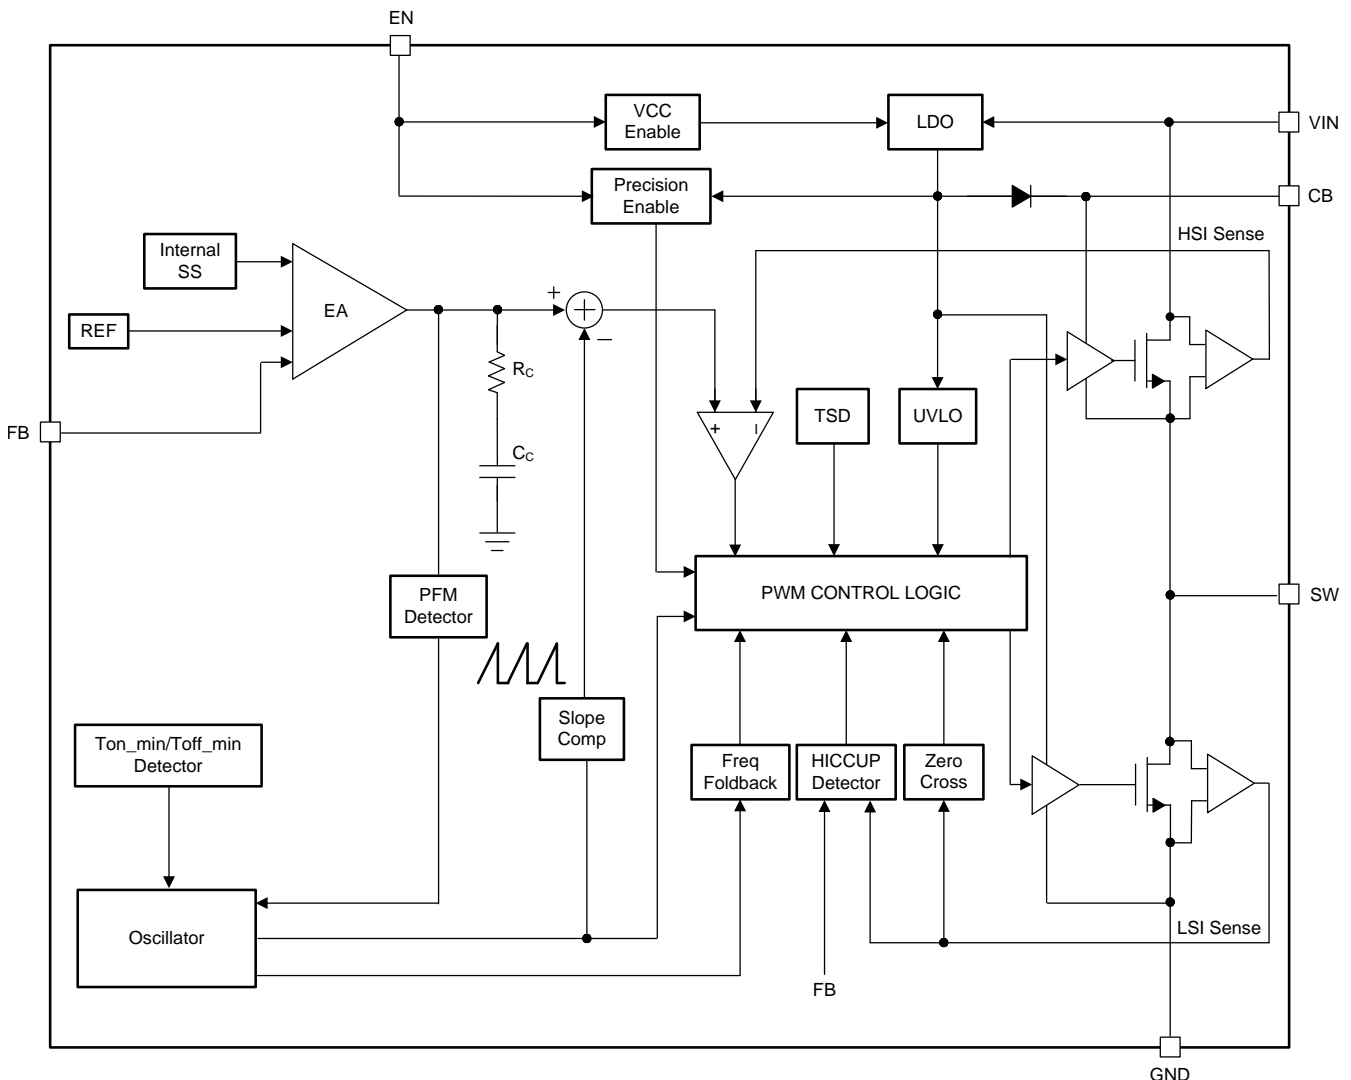 EN
VCC
Enable
LDO
VIN
Precision
Enable
CB
HSI Sense
Internal
SS
EA
+
+
−
REF
RC
FB
CC
TSD
UVLO
+
−
PWM CONTROL LOGIC
SW
PFM
Detector
Slope
Comp
Ton_min/Toff_min
Detector
Freq
Foldback
HICCUP
Detector
Zero
Cross
Oscillator
LSI Sense
FB
GND